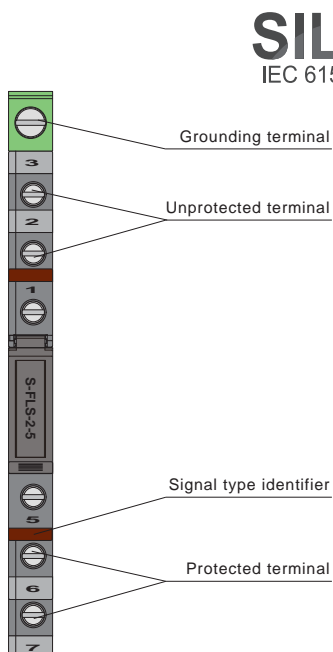 SIL
IEC 615
Grounding terminal
3
Unprotected terminal
2
1
S-FLS-2-5
Signal type identifier
5
Protected terminal
6
7